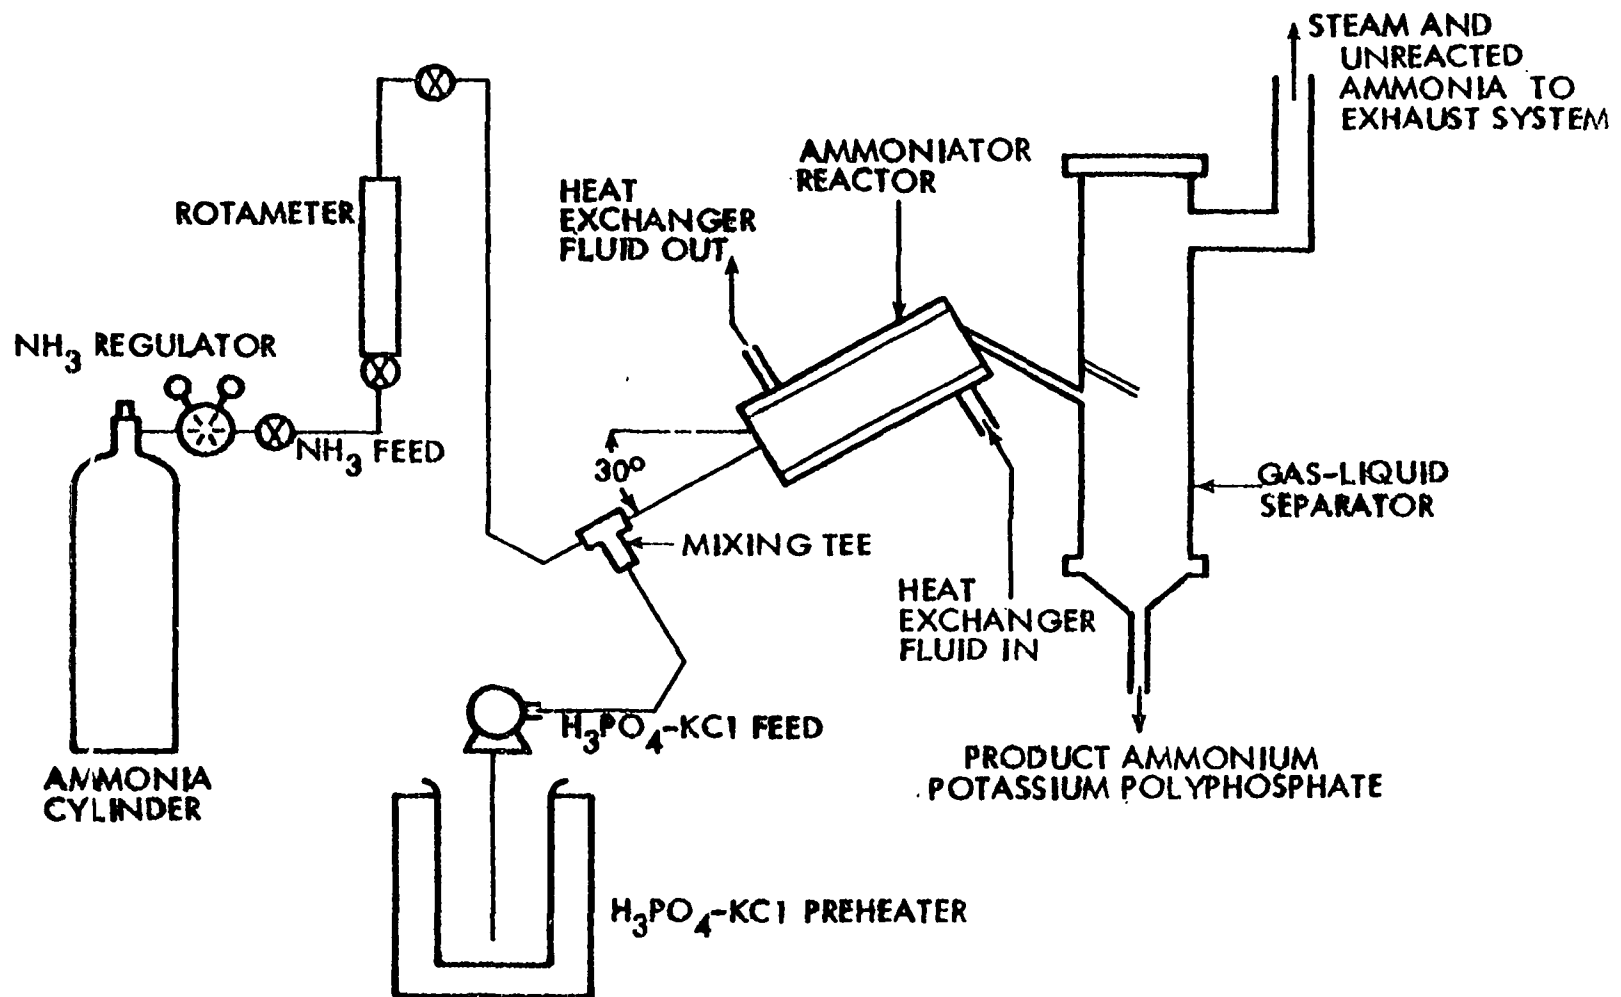 STEAM AND
UNREACTED
AMMONIA TO
EXHAUST SYSTEM
AMMONIATOR
REACTOR
HEAT
EXCHANGER
FLUID OUT
ROTAMETER
NH3 REGULATOR
NH3 FEED
30°
MIXING TEE
GAS-LIQUID
SEPARATOR
HEAT
EXCHANGER
FLUID IN
H3PO4-KCl FEED
AMMONIA
CYLINDER
PRODUCT AMMONIUM
POTASSIUM POLYPHOSPHATE
H3PO4-KCl PREHEATER